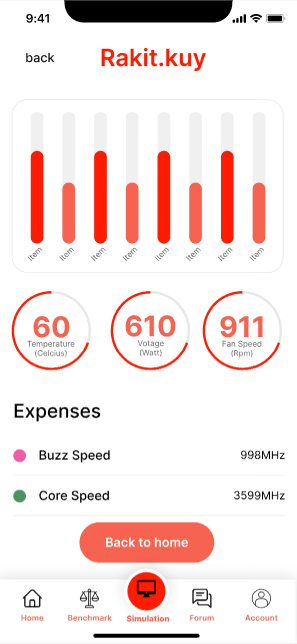 9:41
back
Rakit.kuy
Item Item Item Item Item Item Item Item
60
Temperature
(Celcius)
610
Votage
(Watt)
911
Fan Speed
(Rpm)
Expenses
Buzz Speed 998MHz
Core Speed 3599MHz
Back to home
Home Benchmark Simulation Forum Account